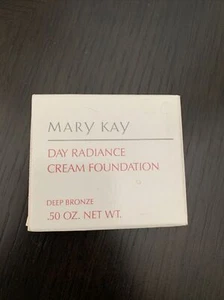 MARY KAY
DAY RADIANCE
CREAM FOUNDATION
DEEP BRONZE
.50 OZ. NET WT.